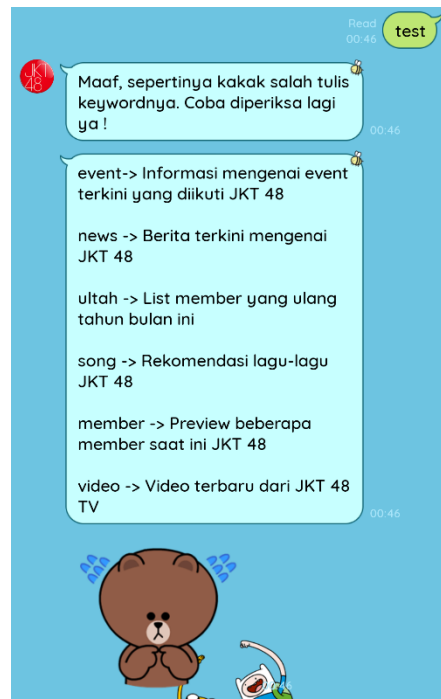 Read
00:46
test
JKT
48
Maaf, sepertinya kakak salah tulis
keywordnya. Coba diperiksa lagi
ya !
00:46
event-> Informasi mengenai event
terkini yang diikuti JKT 48
news -> Berita terkini mengenai
JKT 48
ultah -> List member yang ulang
tahun bulan ini
song -> Rekomendasi lagu-lagu
JKT 48
member -> Preview beberapa
member saat ini JKT 48
video -> Video terbaru dari JKT 48
TV
00:46